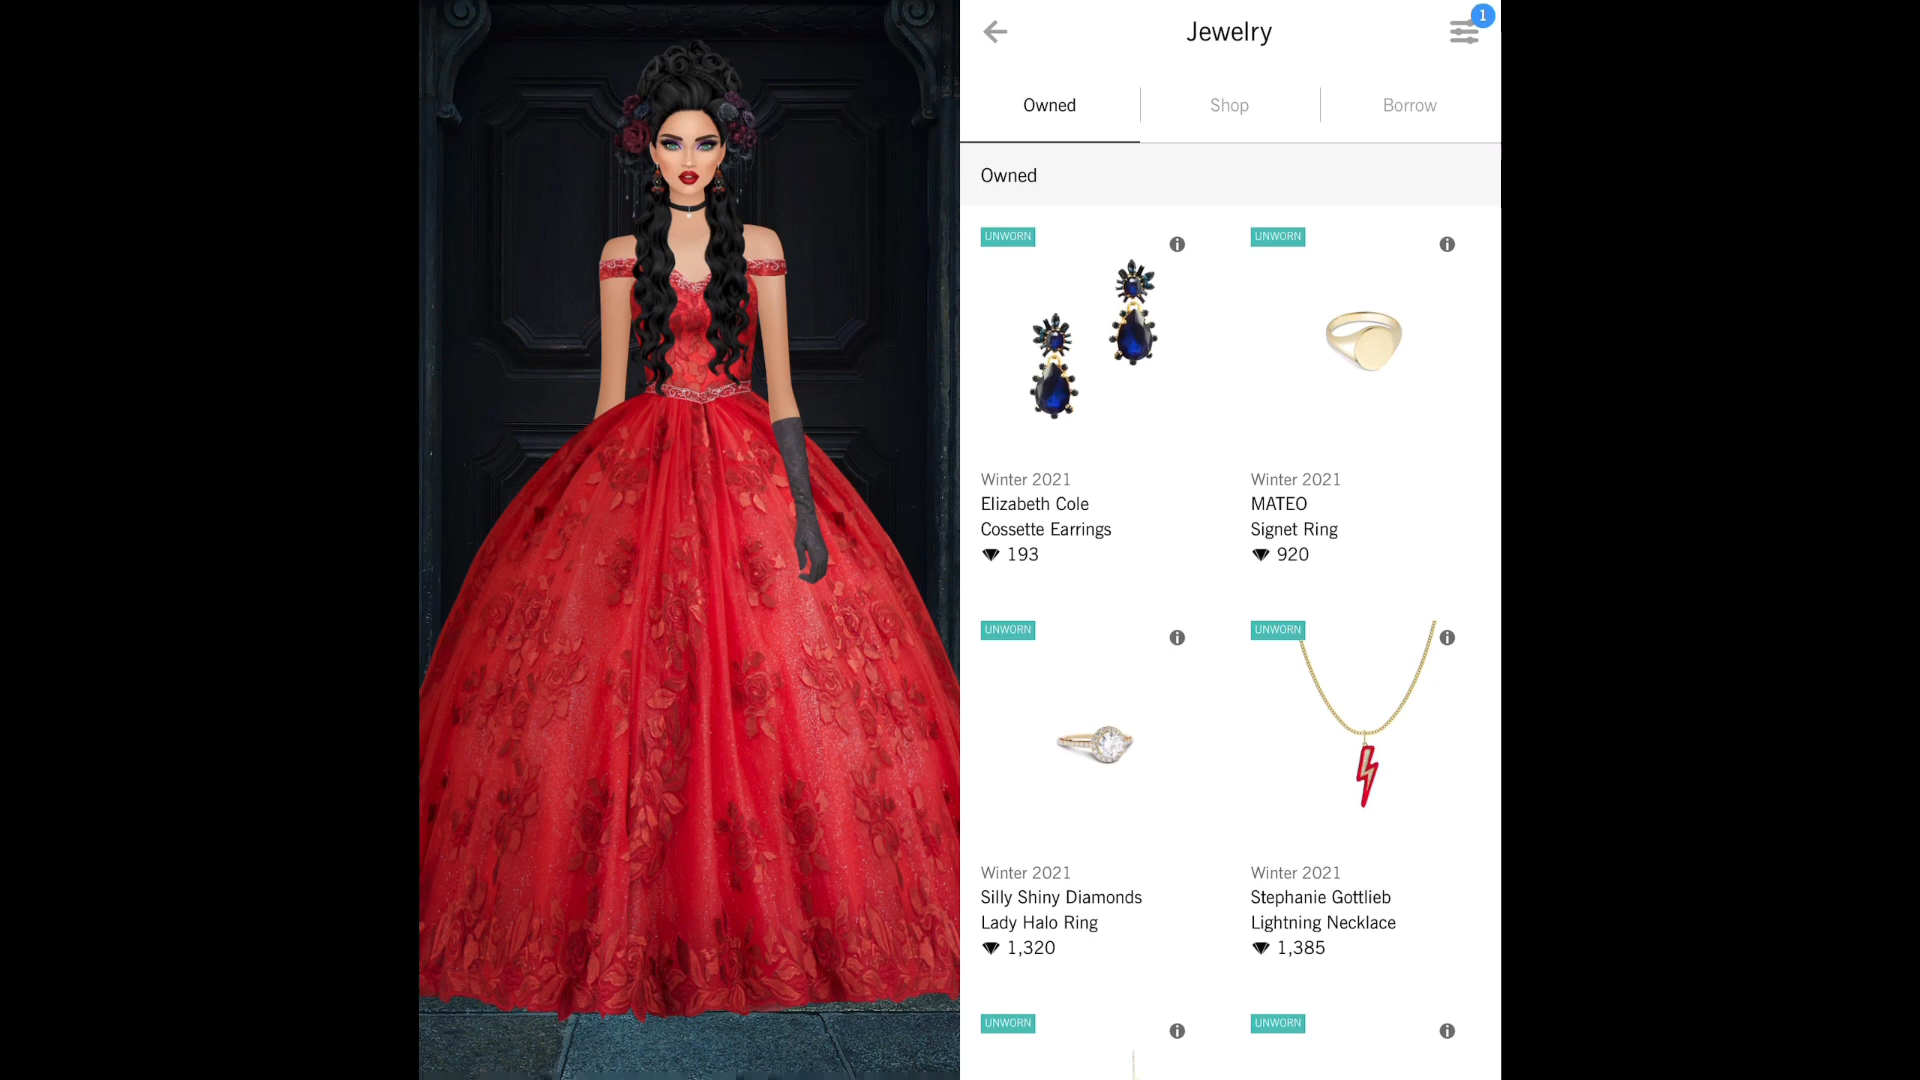 Jewelry
1
Owned
Shop
Borrow
Owned
UNWORN
Winter 2021
Elizabeth Cole
Cossette Earrings
193
UNWORN
Winter 2021
MATEO
Signet Ring
920
UNWORN
Winter 2021
Silly Shiny Diamonds
Lady Halo Ring
1,320
UNWORN
Winter 2021
Stephanie Gottlieb
Lightning Necklace
1,385
UNWORN
UNWORN